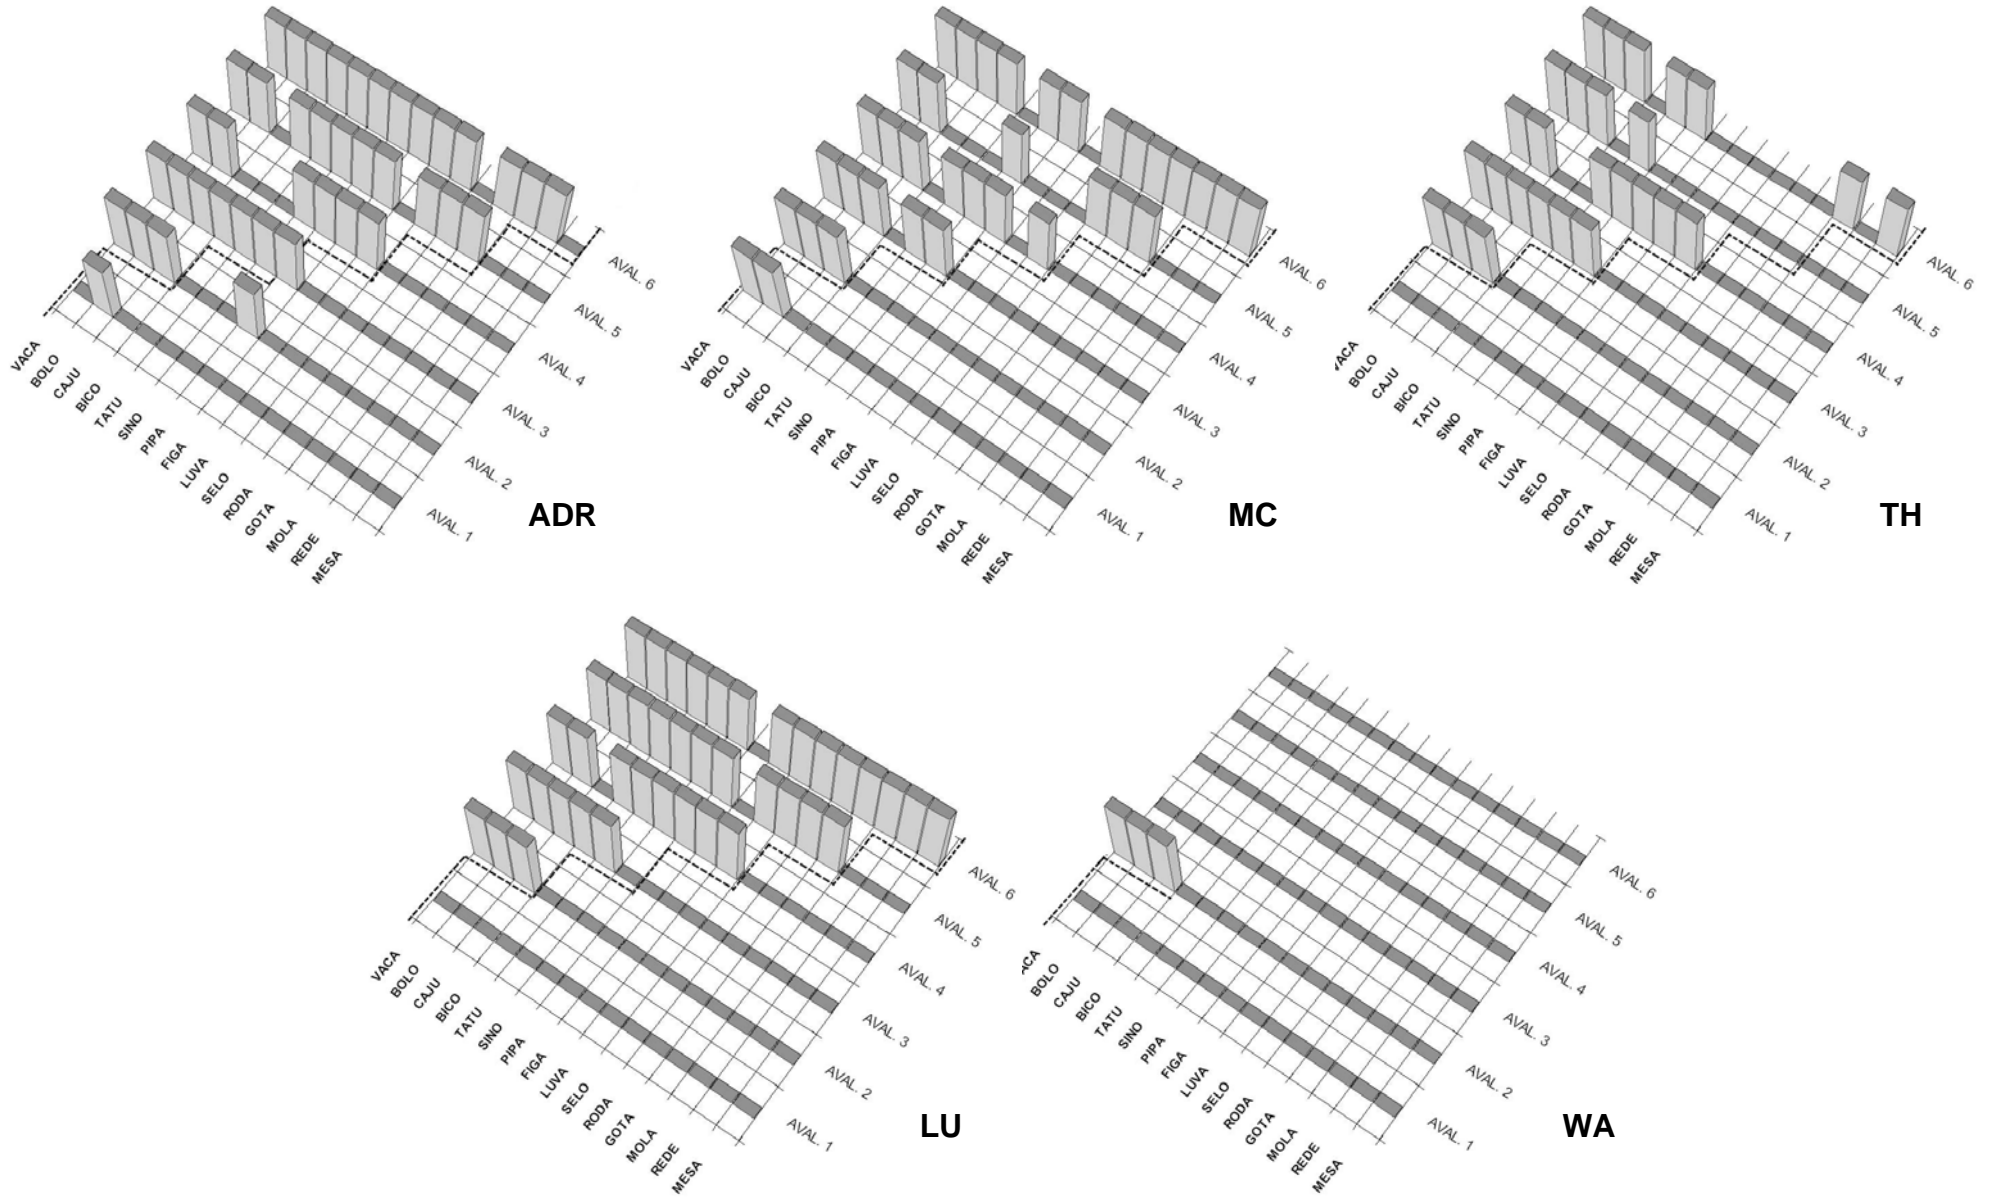 VACA
BOLO
CAJU
BICO
TATU
SINO
PIPA
FIGA
LUVA
SELO
RODA
GOTA
MOLA
REDE
MESA
AVAL. 1
AVAL. 2
AVAL. 3
AVAL. 4
AVAL. 5
AVAL. 6
ADR
VACA
BOLO
CAJU
BICO
TATU
SINO
PIPA
FIGA
LUVA
SELO
RODA
GOTA
MOLA
REDE
MESA
AVAL. 1
AVAL. 2
AVAL. 3
AVAL. 4
AVAL. 5
AVAL. 6
MC
VACA
BOLO
CAJU
BICO
TATU
SINO
PIPA
FIGA
LUVA
SELO
RODA
GOTA
MOLA
REDE
MESA
AVAL. 1
AVAL. 2
AVAL. 3
AVAL. 4
AVAL. 5
AVAL. 6
TH
VACA
BOLO
CAJU
BICO
TATU
SINO
PIPA
FIGA
LUVA
SELO
RODA
GOTA
MOLA
REDE
MESA
AVAL. 1
AVAL. 2
AVAL. 3
AVAL. 4
AVAL. 5
AVAL. 6
LU
ACA
BOLO
CAJU
BICO
TATU
SINO
PIPA
FIGA
LUVA
SELO
RODA
GOTA
MOLA
REDE
MESA
AVAL. 1
AVAL. 2
AVAL. 3
AVAL. 4
AVAL. 5
AVAL. 6
WA